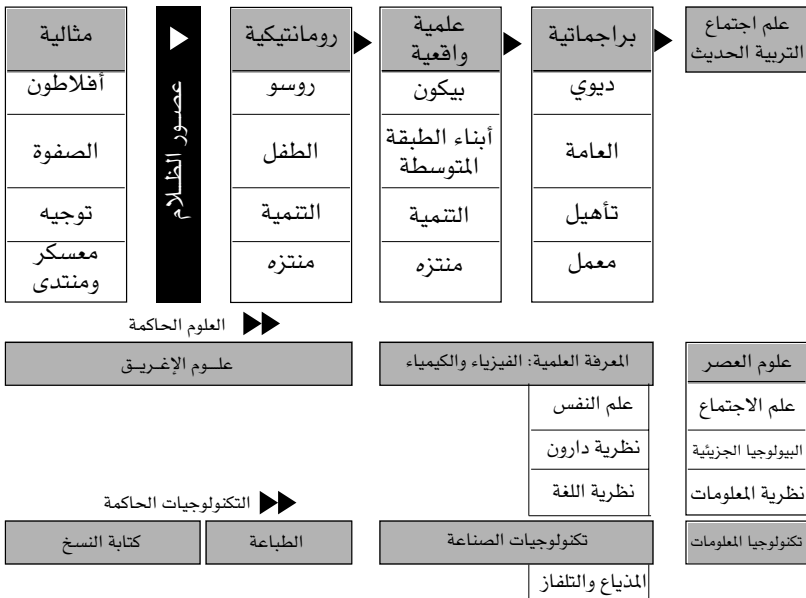 مثالية
أفلاطون
الصفوة
توجيه
معسكر
ومنتدى
عصور الظلام
رومانتيكية
روسو
الطفل
التنمية
منتزه
علمية
واقعية
بيكون
أبناء الطبقة
المتوسطة
التنمية
منتزه
براجماتية
ديوي
العامة
تأهيل
معمل
علم اجتماع
التربية الحديث
العلوم الحاكمة
علوم الإغريق
المعرفة العلمية: الفيزياء والكيمياء
علم النفس
نظرية دارون
نظرية اللغة
علوم العصر
علم الاجتماع
البيولوجيا الجزيئية
نظرية المعلومات
التكنولوجيات الحاكمة
كتابة النسخ
الطباعة
تكنولوجيات الصناعة
المذياع والتلفاز
تكنولوجيا المعلومات